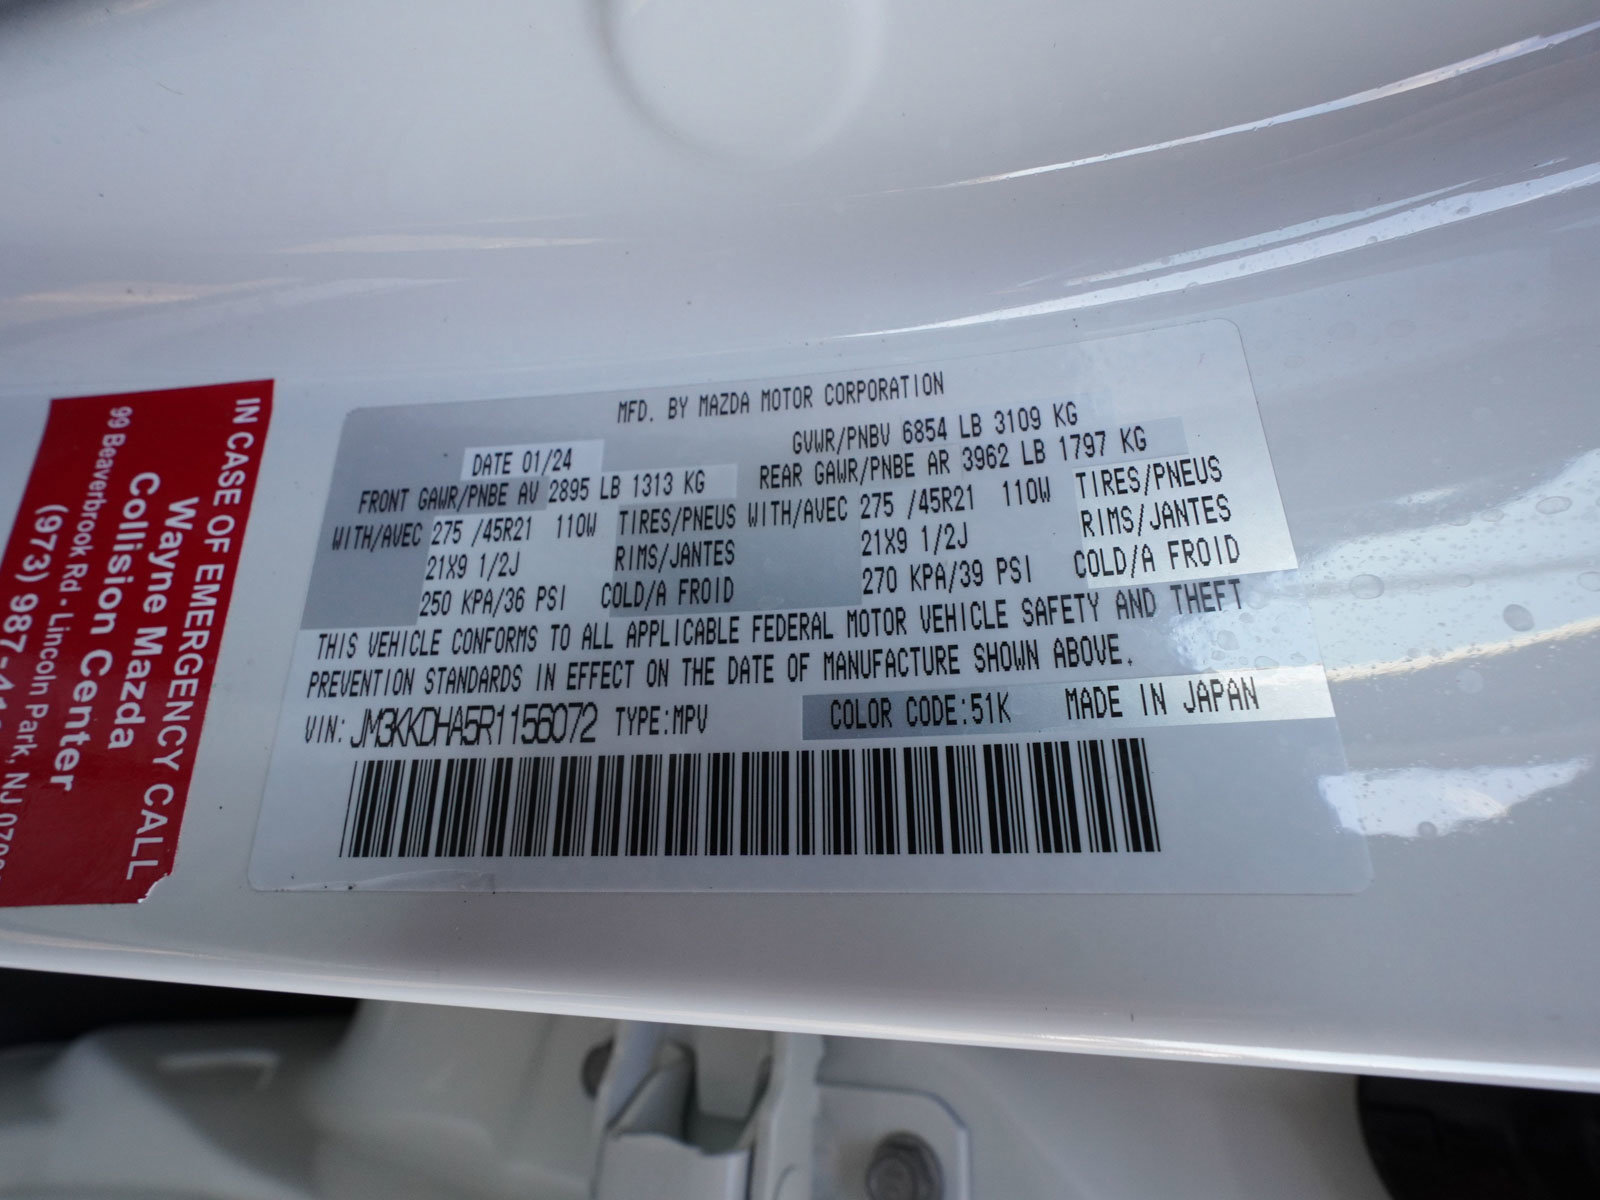 MFD. BY MAZDA MOTOR CORPORATION
DATE 01/24 GVWR/PNBV 6854 LB 3109 KG
FRONT GAWR/PNBE AV 2895 LB 1313 KG REAR GAWR/PNBE AR 3962 LB 1797 KG
WITH/AVEC 275 /45R21 110W TIRES/PNEUS WITH/AVEC 275 /45R21 110W TIRES/PNEUS
21X9 1/2J RIMS/JANTES 21X9 1/2J RIMS/JANTES
250 KPA/36 PSI COLD/A FROID 270 KPA/39 PSI COLD/A FROID
THIS VEHICLE CONFORMS TO ALL APPLICABLE FEDERAL MOTOR VEHICLE SAFETY AND THEFT
PREVENTION STANDARDS IN EFFECT ON THE DATE OF MANUFACTURE SHOWN ABOVE.
VIN: JM3KKDHA5R1156072 TYPE:MPV COLOR CODE:51K MADE IN JAPAN
IN CASE OF EMERGENCY CALL
Wayne Mazda
Collision Center
99 Beaverbrook Rd - Lincoln Park, NJ
(973) 987-